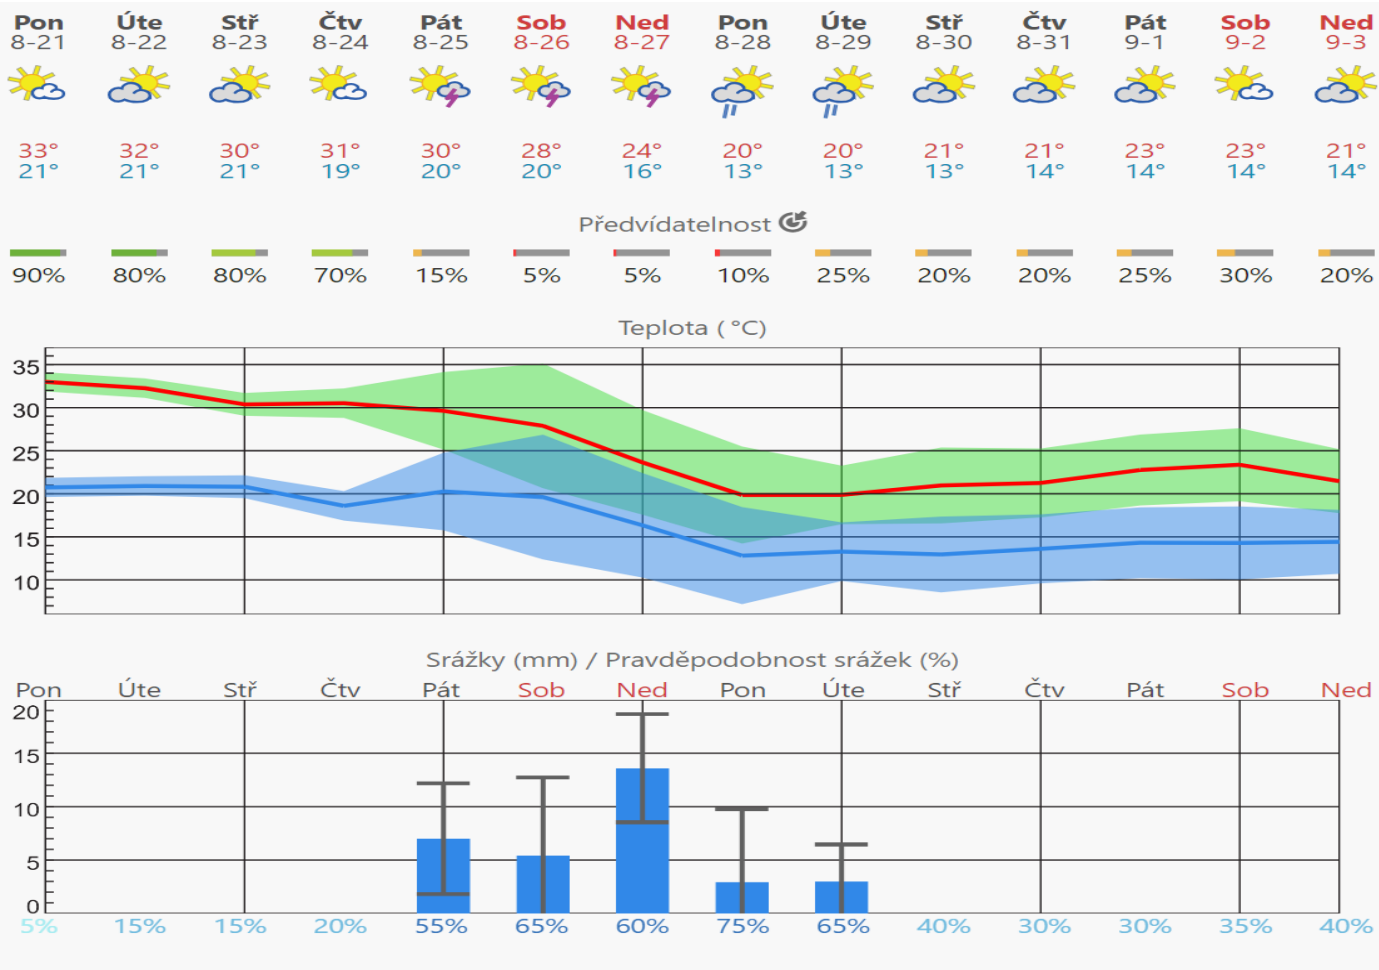 Pon Úte Stř Čtv Pát Sob Ned Pon Úte Stř Čtv Pát Sob Ned
8-21 8-22 8-23 8-24 8-25 8-26 8-27 8-28 8-29 8-30 8-31 9-1 9-2 9-3
33° 32° 30° 31° 30° 28° 24° 20° 20° 21° 21° 23° 23° 21°
21° 21° 21° 19° 20° 20° 16° 13° 13° 13° 14° 14° 14° 14°
Předvídatelnost
90% 80% 80% 70% 15% 5% 5% 10% 25% 20% 20% 25% 30% 20%
Teplota ( °C)
35
30
25
20
15
10
Srážky (mm) / Pravděpodobnost srážek (%)
Pon Úte Stř Čtv Pát Sob Ned Pon Úte Stř Čtv Pát Sob Ned
20
15
10
5
0
5% 15% 15% 20% 55% 65% 60% 75% 65% 40% 30% 30% 35% 40%